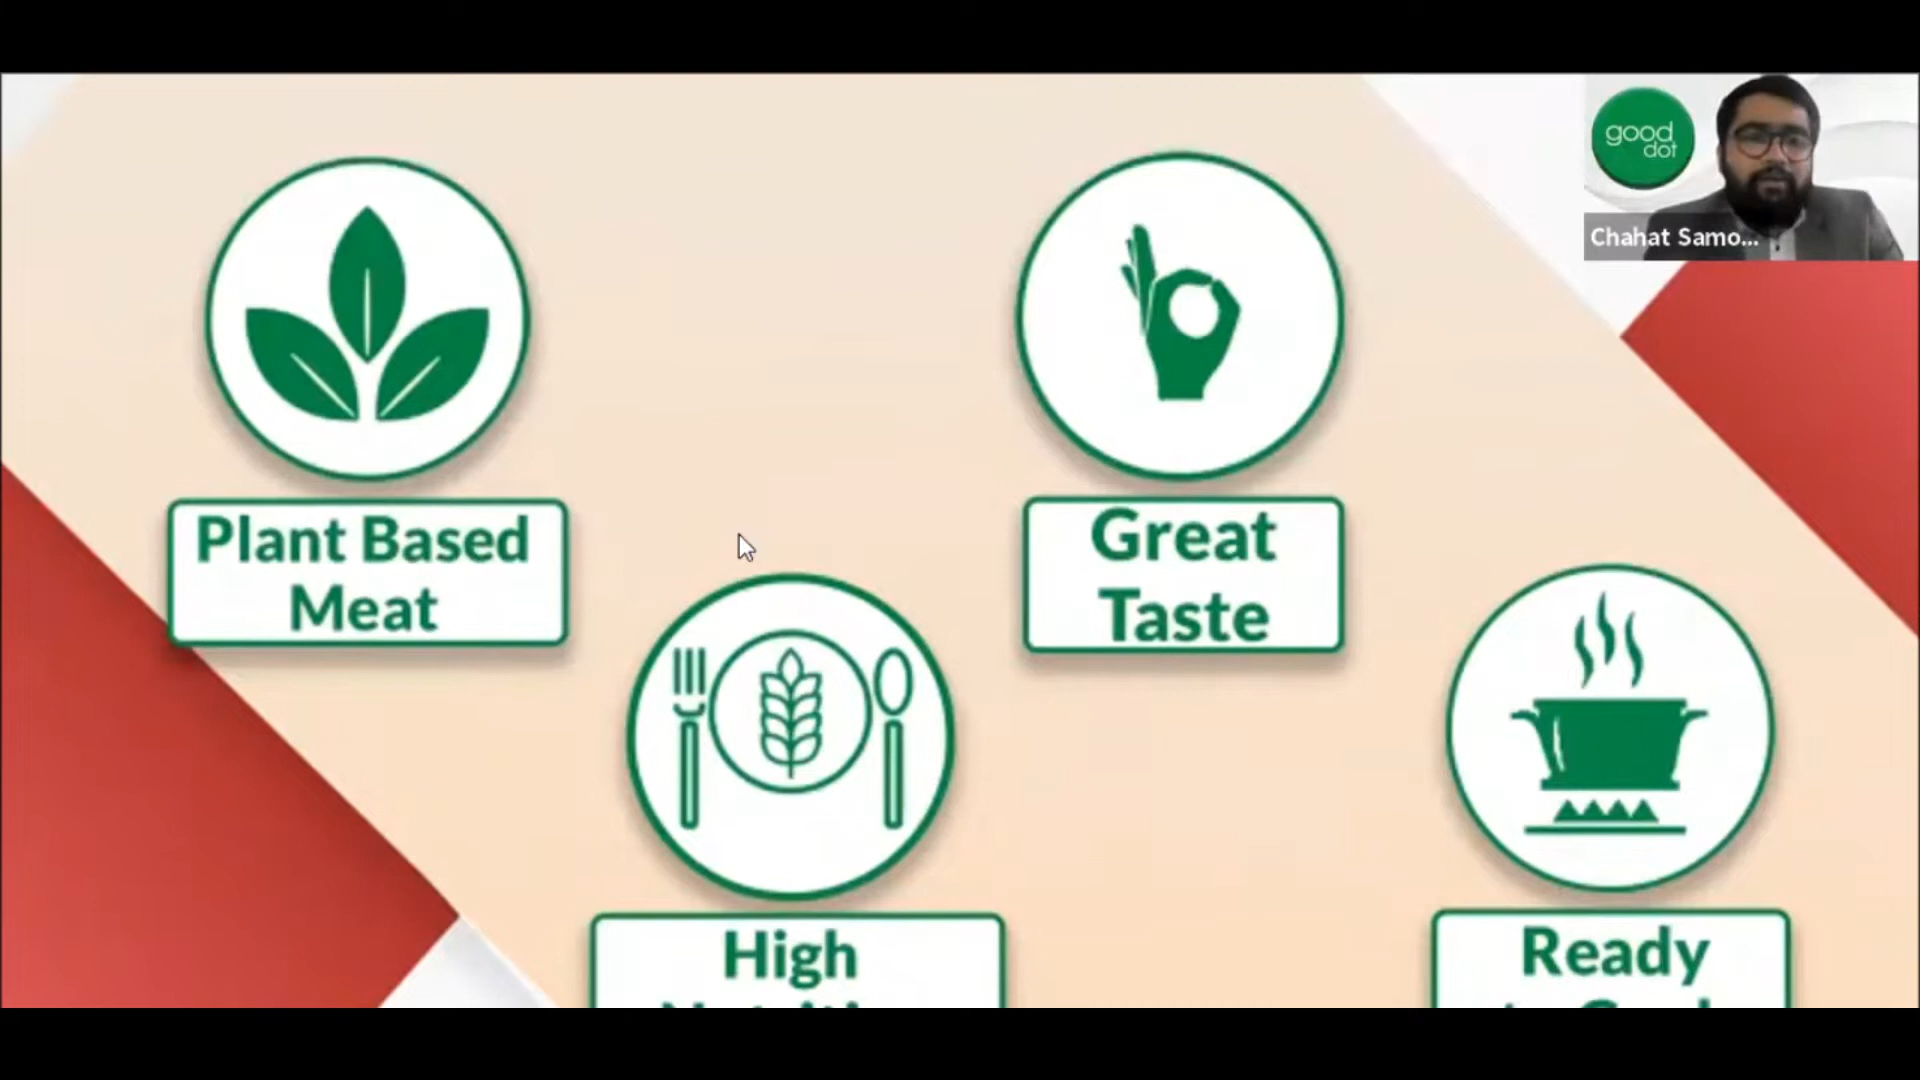 good
dot
Chahat Samo...
Plant Based
Meat
Great
Taste
High
Ready